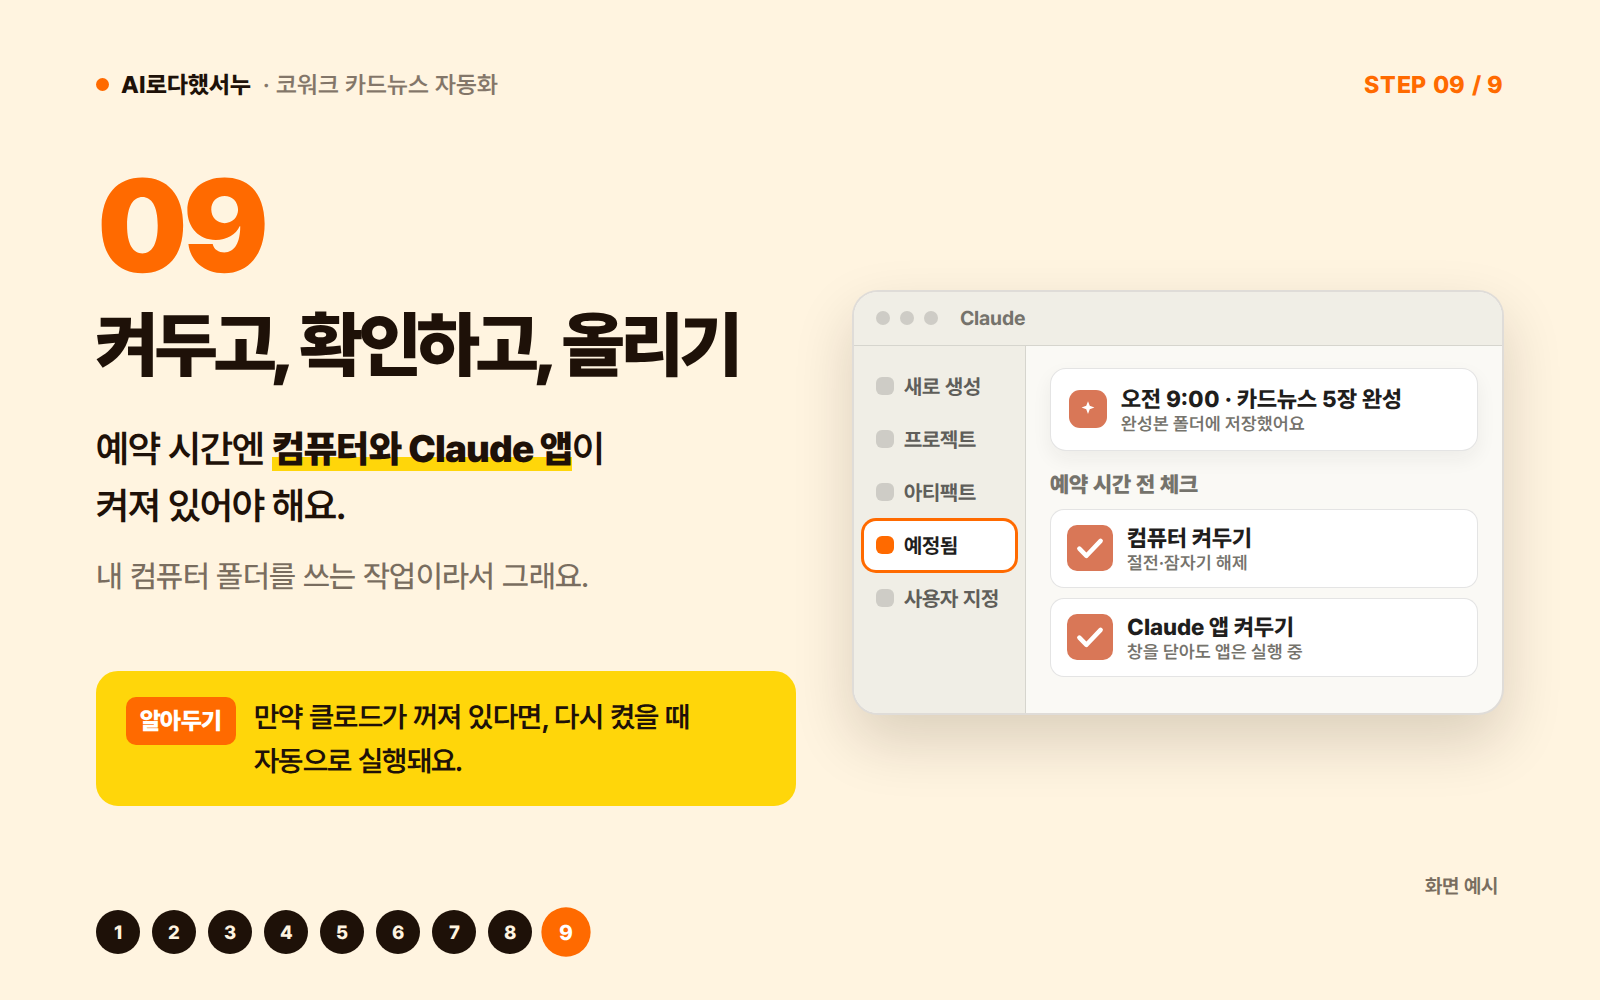 AI로다했서누 · 코워크 카드뉴스 자동화
STEP 09 / 9
09
켜두고, 확인하고, 올리기
예약 시간엔 컴퓨터와 Claude 앱이
켜져 있어야 해요.
내 컴퓨터 폴더를 쓰는 작업이라서 그래요.
알아두기
만약 클로드가 꺼져 있다면, 다시 켰을 때
자동으로 실행돼요.
Claude
새로 생성
프로젝트
아티팩트
예정됨
사용자 지정
오전 9:00 · 카드뉴스 5장 완성
완성본 폴더에 저장했어요
예약 시간 전 체크
컴퓨터 켜두기
절전·잠자기 해제
Claude 앱 켜두기
창을 닫아도 앱은 실행 중
화면 예시
1 2 3 4 5 6 7 8 9